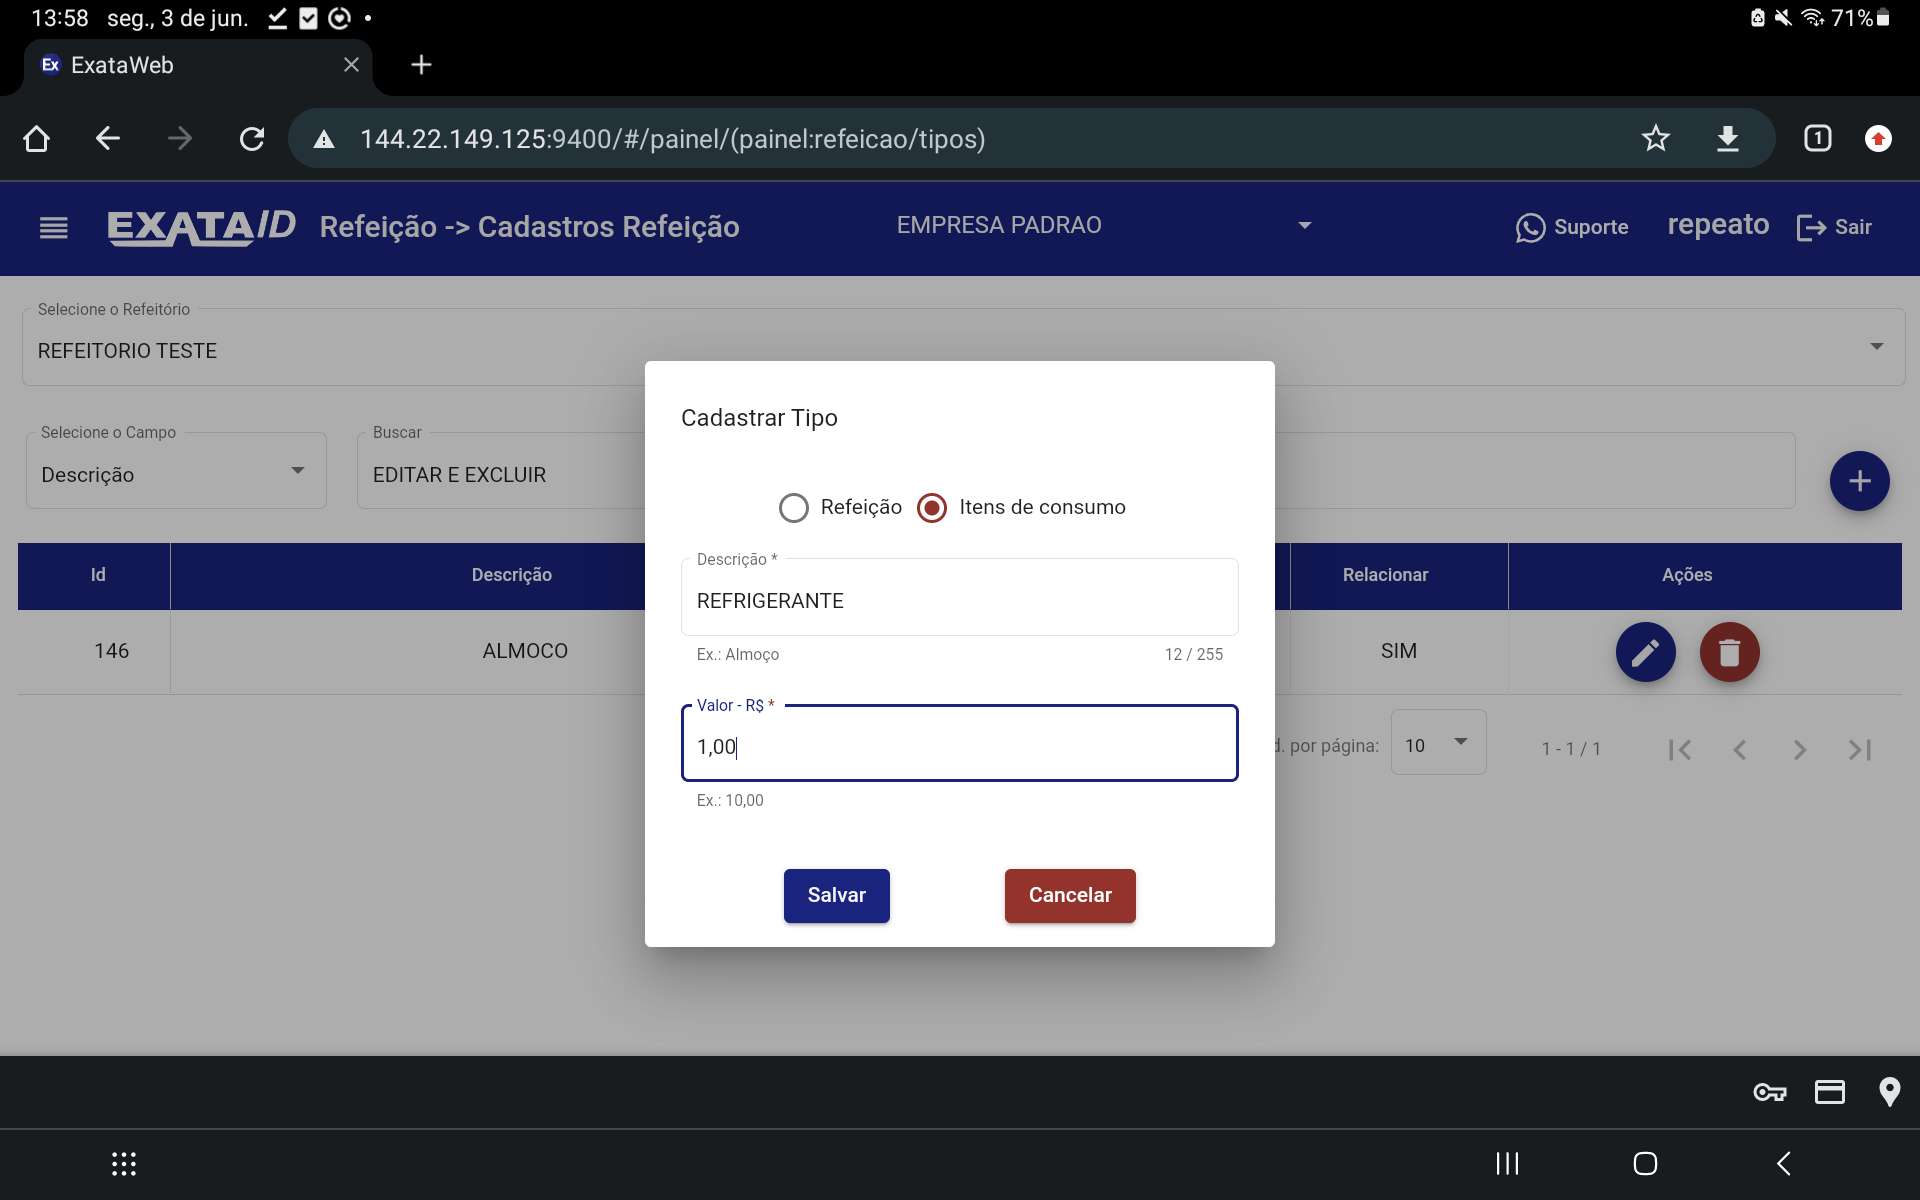 13:58 seg., 3 de jun. 71%
Ex ExataWeb
144.22.149.125:9400/#/painel/(painel:refeicao/tipos) 1
EXATAID Refeição -> Cadastros Refeição EMPRESA PADRAO Suporte repeato Sair
Selecione o Refeitório
REFEITORIO TESTE
Cadastrar Tipo
Selecione o Campo Buscar
Descrição EDITAR E EXCLUIR
Refeição Itens de consumo
Descrição *
REFRIGERANTE
Ex.: Almoço 12 / 255
Id Descrição Relacionar Ações
146 ALMOCO SIM
Valor - R$ *
1,00
Ex.: 10,00
d. por página: 10 1 - 1 / 1
Salvar Cancelar